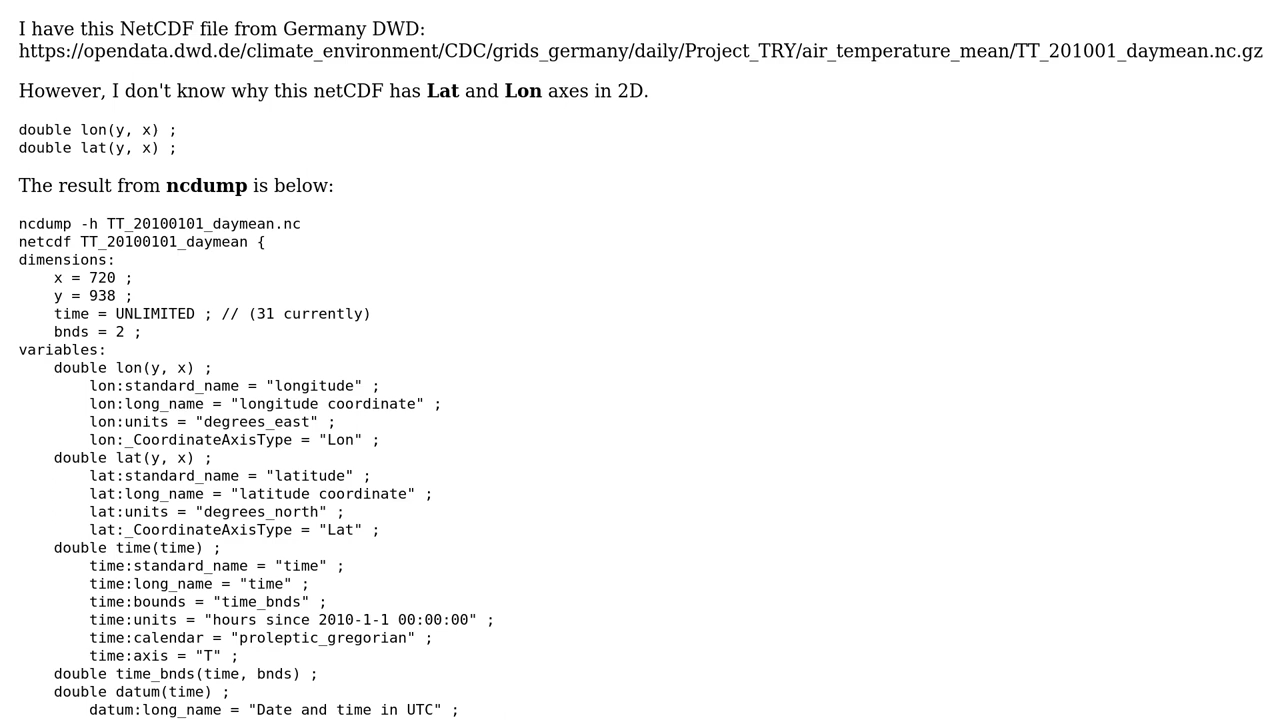 I have this NetCDF file from Germany DWD:
https://opendata.dwd.de/climate_environment/CDC/grids_germany/daily/Project_TRY/air_temperature_mean/TT_201001_daymean.nc.gz
However, I don't know why this netCDF has Lat and Lon axes in 2D.
double lon(y, x) ;
double lat(y, x) ;
The result from ncdump is below:
ncdump -h TT_20100101_daymean.nc
netcdf TT_20100101_daymean {
dimensions:
    x = 720 ;
    y = 938 ;
    time = UNLIMITED ; // (31 currently)
    bnds = 2 ;
variables:
    double lon(y, x) ;
        lon:standard_name = "longitude" ;
        lon:long_name = "longitude coordinate" ;
        lon:units = "degrees_east" ;
        lon:_CoordinateAxisType = "Lon" ;
    double lat(y, x) ;
        lat:standard_name = "latitude" ;
        lat:long_name = "latitude coordinate" ;
        lat:units = "degrees_north" ;
        lat:_CoordinateAxisType = "Lat" ;
    double time(time) ;
        time:standard_name = "time" ;
        time:long_name = "time" ;
        time:bounds = "time_bnds" ;
        time:units = "hours since 2010-1-1 00:00:00" ;
        time:calendar = "proleptic_gregorian" ;
        time:axis = "T" ;
    double time_bnds(time, bnds) ;
    double datum(time) ;
        datum:long_name = "Date and time in UTC" ;